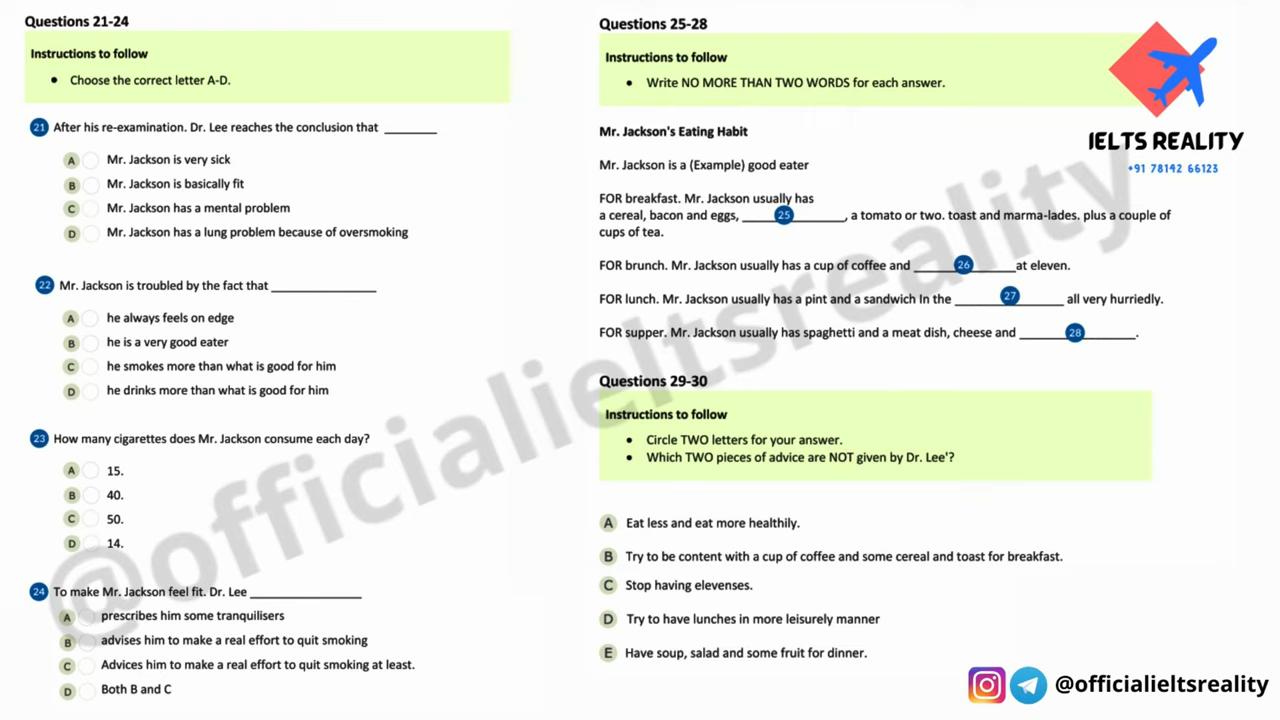 Questions 21-24
Instructions to follow
• Choose the correct letter A-D.
21 After his re-examination. Dr. Lee reaches the conclusion that ________
A Mr. Jackson is very sick
B Mr. Jackson is basically fit
C Mr. Jackson has a mental problem
D Mr. Jackson has a lung problem because of oversmoking
22 Mr. Jackson is troubled by the fact that ________________
A he always feels on edge
B he is a very good eater
C he smokes more than what is good for him
D he drinks more than what is good for him
23 How many cigarettes does Mr. Jackson consume each day?
A 15.
B 40.
C 50.
D 14.
24 To make Mr. Jackson feel fit. Dr. Lee _________________
A prescribes him some tranquilisers
B advises him to make a real effort to quit smoking
C Advices him to make a real effort to quit smoking at least.
D Both B and C
Questions 25-28
Instructions to follow
• Write NO MORE THAN TWO WORDS for each answer.
Mr. Jackson's Eating Habit
Mr. Jackson is a (Example) good eater
FOR breakfast. Mr. Jackson usually has
a cereal, bacon and eggs, _____25________, a tomato or two. toast and marma-lades. plus a couple of
cups of tea.
FOR brunch. Mr. Jackson usually has a cup of coffee and ______26______at eleven.
FOR lunch. Mr. Jackson usually has a pint and a sandwich In the _______27_______ all very hurriedly.
FOR supper. Mr. Jackson usually has spaghetti and a meat dish, cheese and _______28________.
Questions 29-30
Instructions to follow
• Circle TWO letters for your answer.
• Which TWO pieces of advice are NOT given by Dr. Lee'?
A Eat less and eat more healthily.
B Try to be content with a cup of coffee and some cereal and toast for breakfast.
C Stop having elevenses.
D Try to have lunches in more leisurely manner
E Have soup, salad and some fruit for dinner.
IELTS REALITY
+91 78142 66123
@officialieltsreality
@officialieltsreality